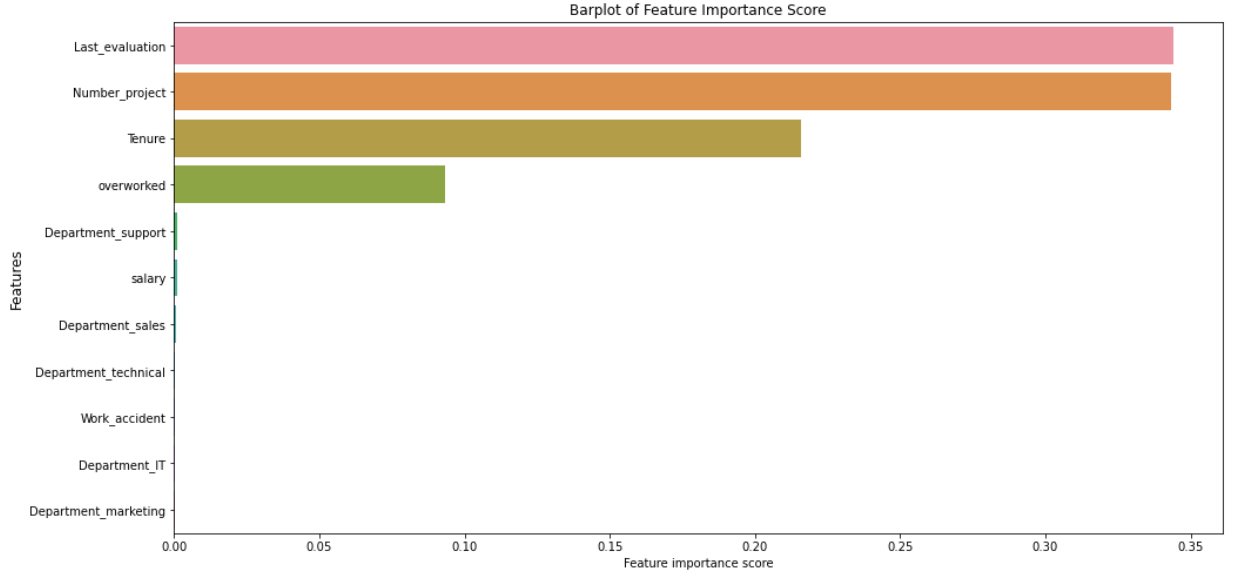 Barplot of Feature Importance Score
Last_evaluation
Number_project
Tenure
overworked
Department_support
salary
Department_sales
Department_technical
Work_accident
Department_IT
Department_marketing
Features
0.00 0.05 0.10 0.15 0.20 0.25 0.30 0.35
Feature importance score